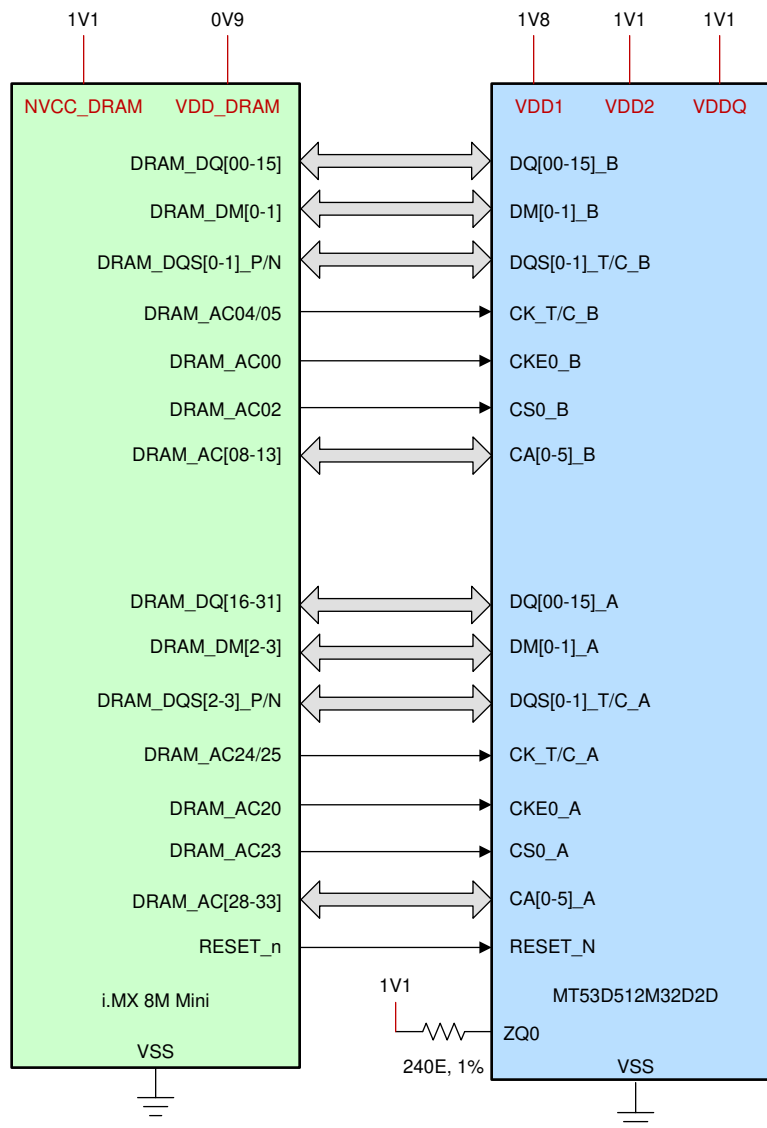 1V1 0V9 1V8 1V1 1V1
NVCC_DRAM VDD_DRAM VDD1 VDD2 VDDQ
DRAM_DQ[00-15] DQ[00-15]_B
DRAM_DM[0-1] DM[0-1]_B
DRAM_DQS[0-1]_P/N DQS[0-1]_T/C_B
DRAM_AC04/05 CK_T/C_B
DRAM_AC00 CKE0_B
DRAM_AC02 CS0_B
DRAM_AC[08-13] CA[0-5]_B
DRAM_DQ[16-31] DQ[00-15]_A
DRAM_DM[2-3] DM[0-1]_A
DRAM_DQS[2-3]_P/N DQS[0-1]_T/C_A
DRAM_AC24/25 CK_T/C_A
DRAM_AC20 CKE0_A
DRAM_AC23 CS0_A
DRAM_AC[28-33] CA[0-5]_A
RESET_n RESET_N
i.MX 8M Mini 1V1 MT53D512M32D2D
ZQ0
VSS 240E, 1% VSS